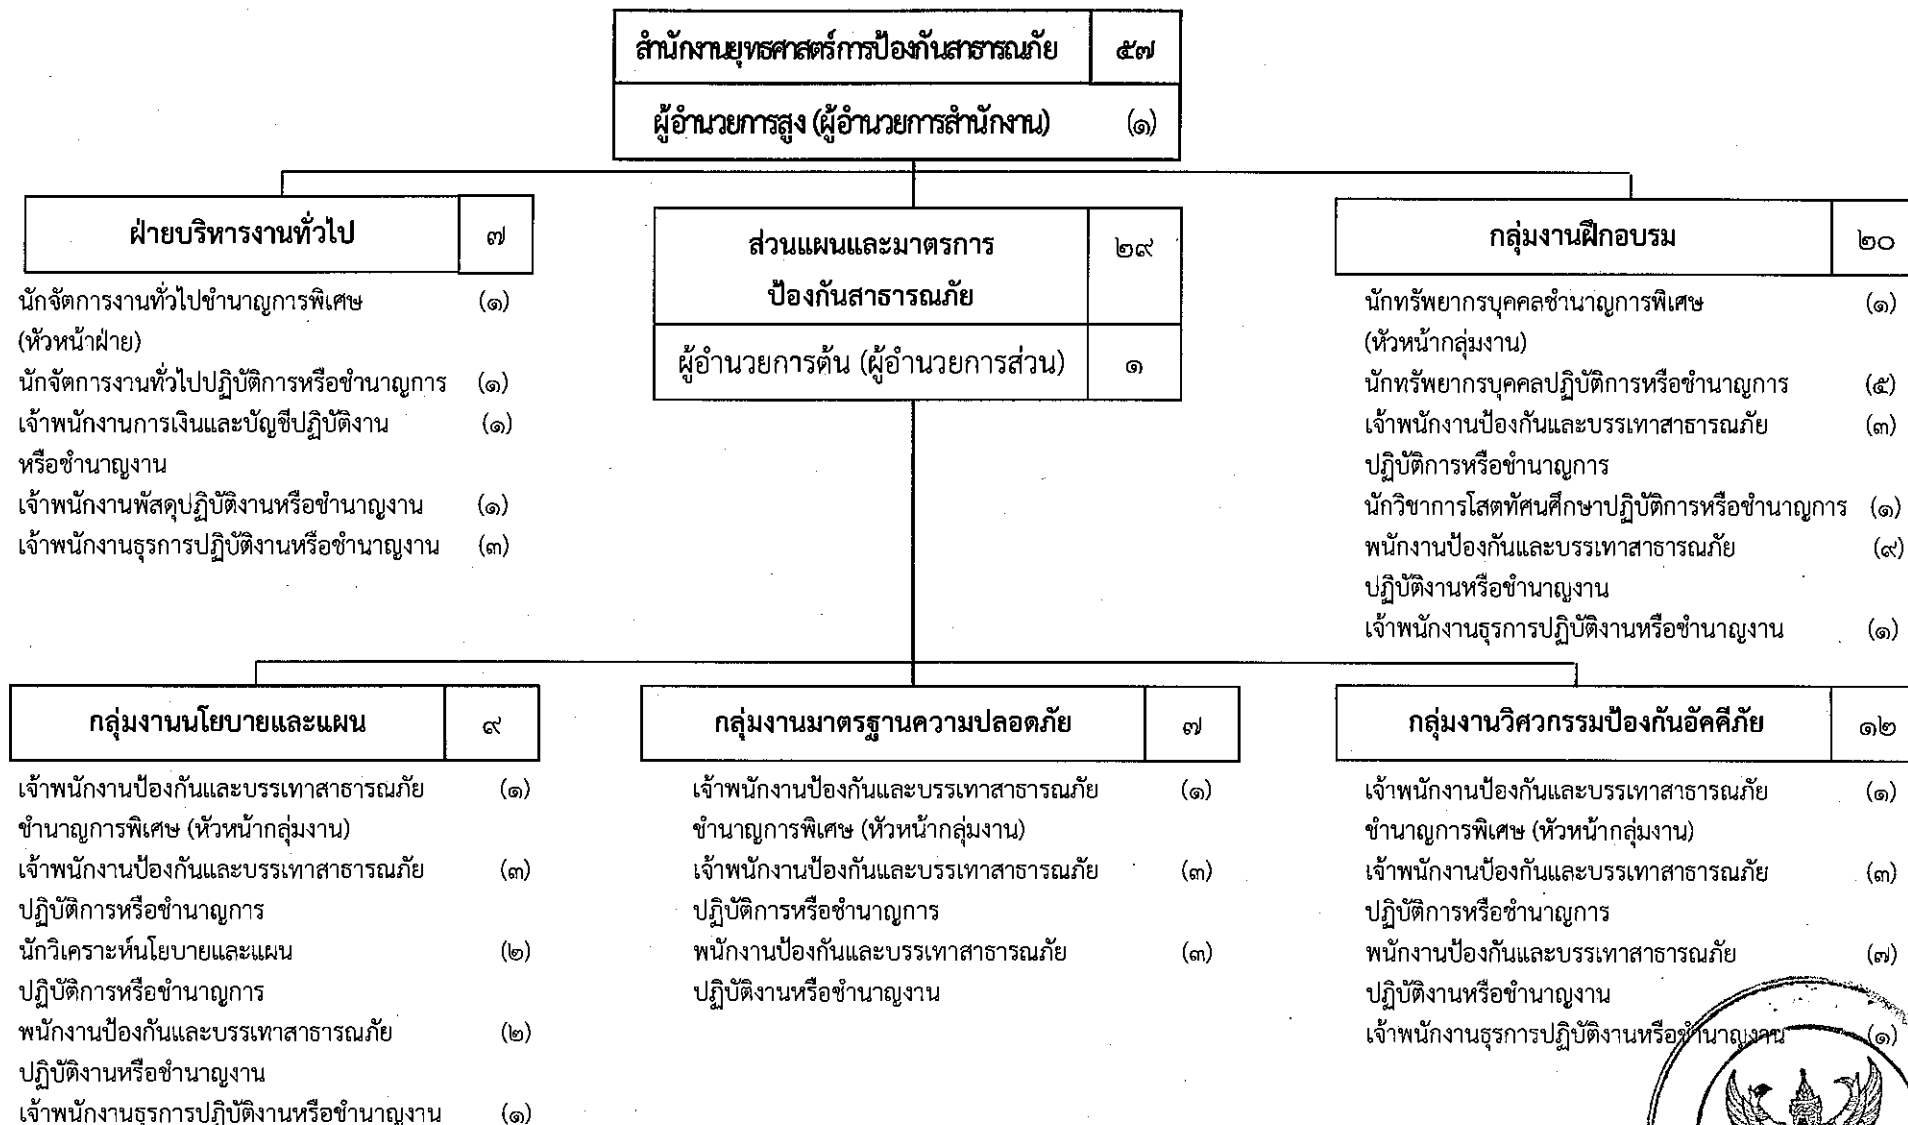 สำนักงานยุทธศาสตร์การป้องกันสาธารณภัย ๕๗
ผู้อำนวยการสูง (ผู้อำนวยการสำนักงาน) (๑)
ฝ่ายบริหารงานทั่วไป ๗
นักจัดการงานทั่วไปชำนาญการพิเศษ (๑)
(หัวหน้าฝ่าย)
นักจัดการงานทั่วไปปฏิบัติการหรือชำนาญการ (๑)
เจ้าพนักงานการเงินและบัญชีปฏิบัติงาน (๑)
หรือชำนาญงาน
เจ้าพนักงานพัสดุปฏิบัติงานหรือชำนาญงาน (๑)
เจ้าพนักงานธุรการปฏิบัติงานหรือชำนาญงาน (๓)
ส่วนแผนและมาตรการ ๒๙
ป้องกันสาธารณภัย
ผู้อำนวยการต้น (ผู้อำนวยการส่วน) ๑
กลุ่มงานฝึกอบรม ๒๐
นักทรัพยากรบุคคลชำนาญการพิเศษ (๑)
(หัวหน้ากลุ่มงาน)
นักทรัพยากรบุคคลปฏิบัติการหรือชำนาญการ (๕)
เจ้าพนักงานป้องกันและบรรเทาสาธารณภัย (๓)
ปฏิบัติการหรือชำนาญการ
นักวิชาการโสตทัศนศึกษาปฏิบัติการหรือชำนาญการ (๑)
พนักงานป้องกันและบรรเทาสาธารณภัย (๙)
ปฏิบัติงานหรือชำนาญงาน
เจ้าพนักงานธุรการปฏิบัติงานหรือชำนาญงาน (๑)
กลุ่มงานนโยบายและแผน ๙
เจ้าพนักงานป้องกันและบรรเทาสาธารณภัย (๑)
ชำนาญการพิเศษ (หัวหน้ากลุ่มงาน)
เจ้าพนักงานป้องกันและบรรเทาสาธารณภัย (๓)
ปฏิบัติการหรือชำนาญการ
นักวิเคราะห์นโยบายและแผน (๒)
ปฏิบัติการหรือชำนาญการ
พนักงานป้องกันและบรรเทาสาธารณภัย (๒)
ปฏิบัติงานหรือชำนาญงาน
เจ้าพนักงานธุรการปฏิบัติงานหรือชำนาญงาน (๑)
กลุ่มงานมาตรฐานความปลอดภัย ๗
เจ้าพนักงานป้องกันและบรรเทาสาธารณภัย (๑)
ชำนาญการพิเศษ (หัวหน้ากลุ่มงาน)
เจ้าพนักงานป้องกันและบรรเทาสาธารณภัย (๓)
ปฏิบัติการหรือชำนาญการ
พนักงานป้องกันและบรรเทาสาธารณภัย (๓)
ปฏิบัติงานหรือชำนาญงาน
กลุ่มงานวิศวกรรมป้องกันอัคคีภัย ๑๒
เจ้าพนักงานป้องกันและบรรเทาสาธารณภัย (๑)
ชำนาญการพิเศษ (หัวหน้ากลุ่มงาน)
เจ้าพนักงานป้องกันและบรรเทาสาธารณภัย (๓)
ปฏิบัติการหรือชำนาญการ
พนักงานป้องกันและบรรเทาสาธารณภัย (๗)
ปฏิบัติงานหรือชำนาญงาน
เจ้าพนักงานธุรการปฏิบัติงานหรือชำนาญงาน (๑)